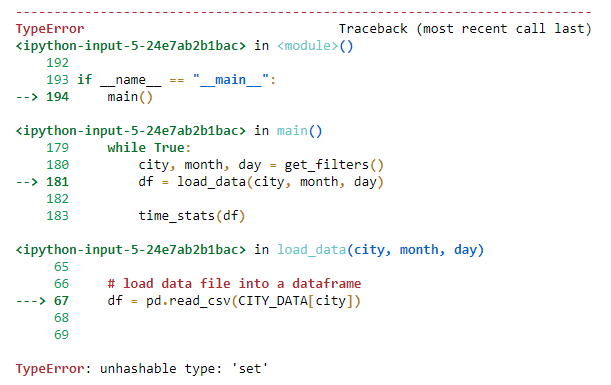 ---------------------------------------------------------------------------
TypeError                                 Traceback (most recent call last)
<ipython-input-5-24e7ab2b1bac> in <module>()
    192
    193 if __name__ == "__main__":
--> 194     main()

<ipython-input-5-24e7ab2b1bac> in main()
    179     while True:
    180         city, month, day = get_filters()
--> 181         df = load_data(city, month, day)
    182
    183         time_stats(df)

<ipython-input-5-24e7ab2b1bac> in load_data(city, month, day)
     65
     66     # load data file into a dataframe
---> 67     df = pd.read_csv(CITY_DATA[city])
     68
     69

TypeError: unhashable type: 'set'